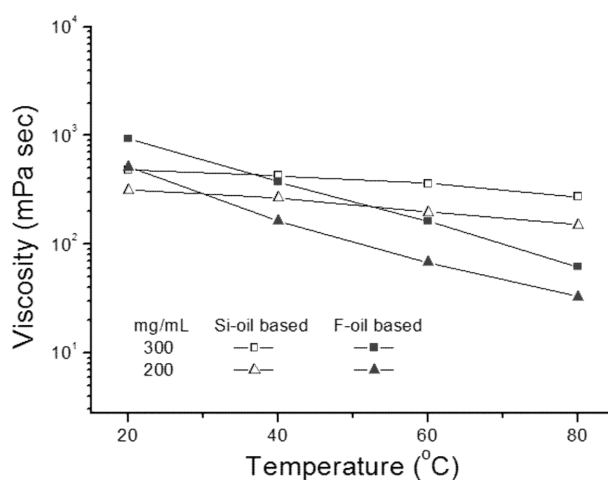 10^4
10^3
10^2
10^1
Viscosity (mPa sec)
mg/mL Si-oil based F-oil based
300
200
20 40 60 80
Temperature (°C)